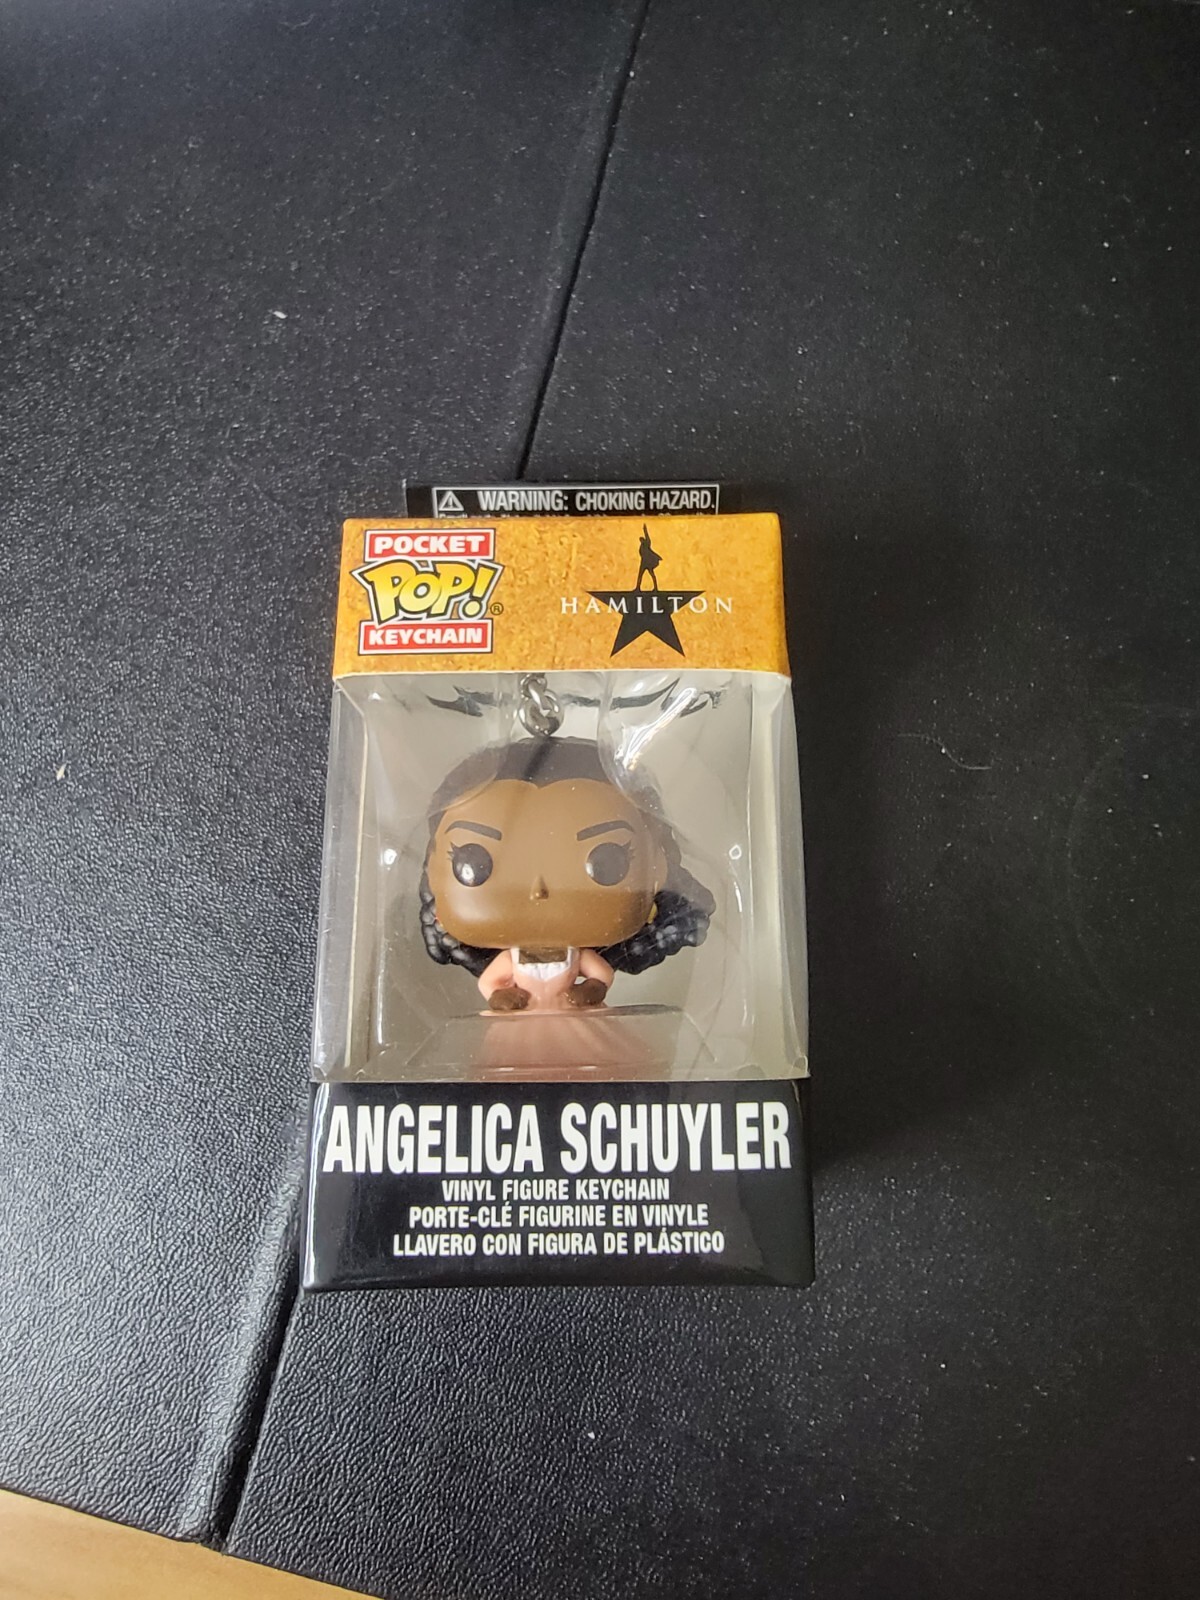 WARNING: CHOKING HAZARD.
POCKET
POP!®
KEYCHAIN
HAMILTON
ANGELICA SCHUYLER
VINYL FIGURE KEYCHAIN
PORTE-CLÉ FIGURINE EN VINYLE
LLAVERO CON FIGURA DE PLÁSTICO